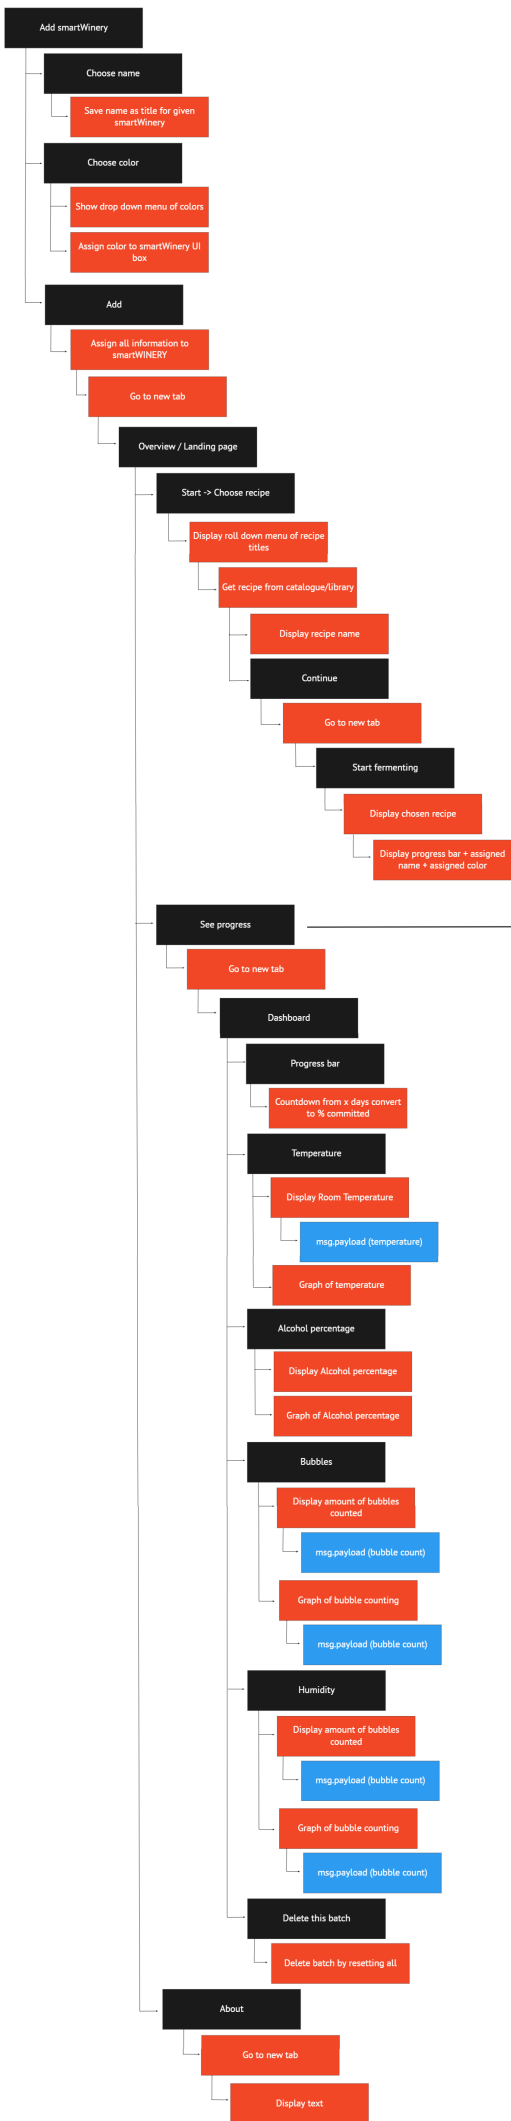 Add smartWinery
Choose name
Save name as title for given
smartWinery
Choose color
Show drop down menu of colors
Assign color to smartWinery UI
box
Add
Assign all information to
smartWINERY
Go to new tab
Overview / Landing page
Start -> Choose recipe
Display roll down menu of recipe
titles
Get recipe from catalogue/library
Display recipe name
Continue
Go to new tab
Start fermenting
Display chosen recipe
Display progress bar + assigned
name + assigned color
See progress
Go to new tab
Dashboard
Progress bar
Countdown from x days convert
to % committed
Temperature
Display Room Temperature
msg.payload (temperature)
Graph of temperature
Alcohol percentage
Display Alcohol percentage
Graph of Alcohol percentage
Bubbles
Display amount of bubbles
counted
msg.payload (bubble count)
Graph of bubble counting
msg.payload (bubble count)
Humidity
Display amount of bubbles
counted
msg.payload (bubble count)
Graph of bubble counting
msg.payload (bubble count)
Delete this batch
Delete batch by resetting all
About
Go to new tab
Display text